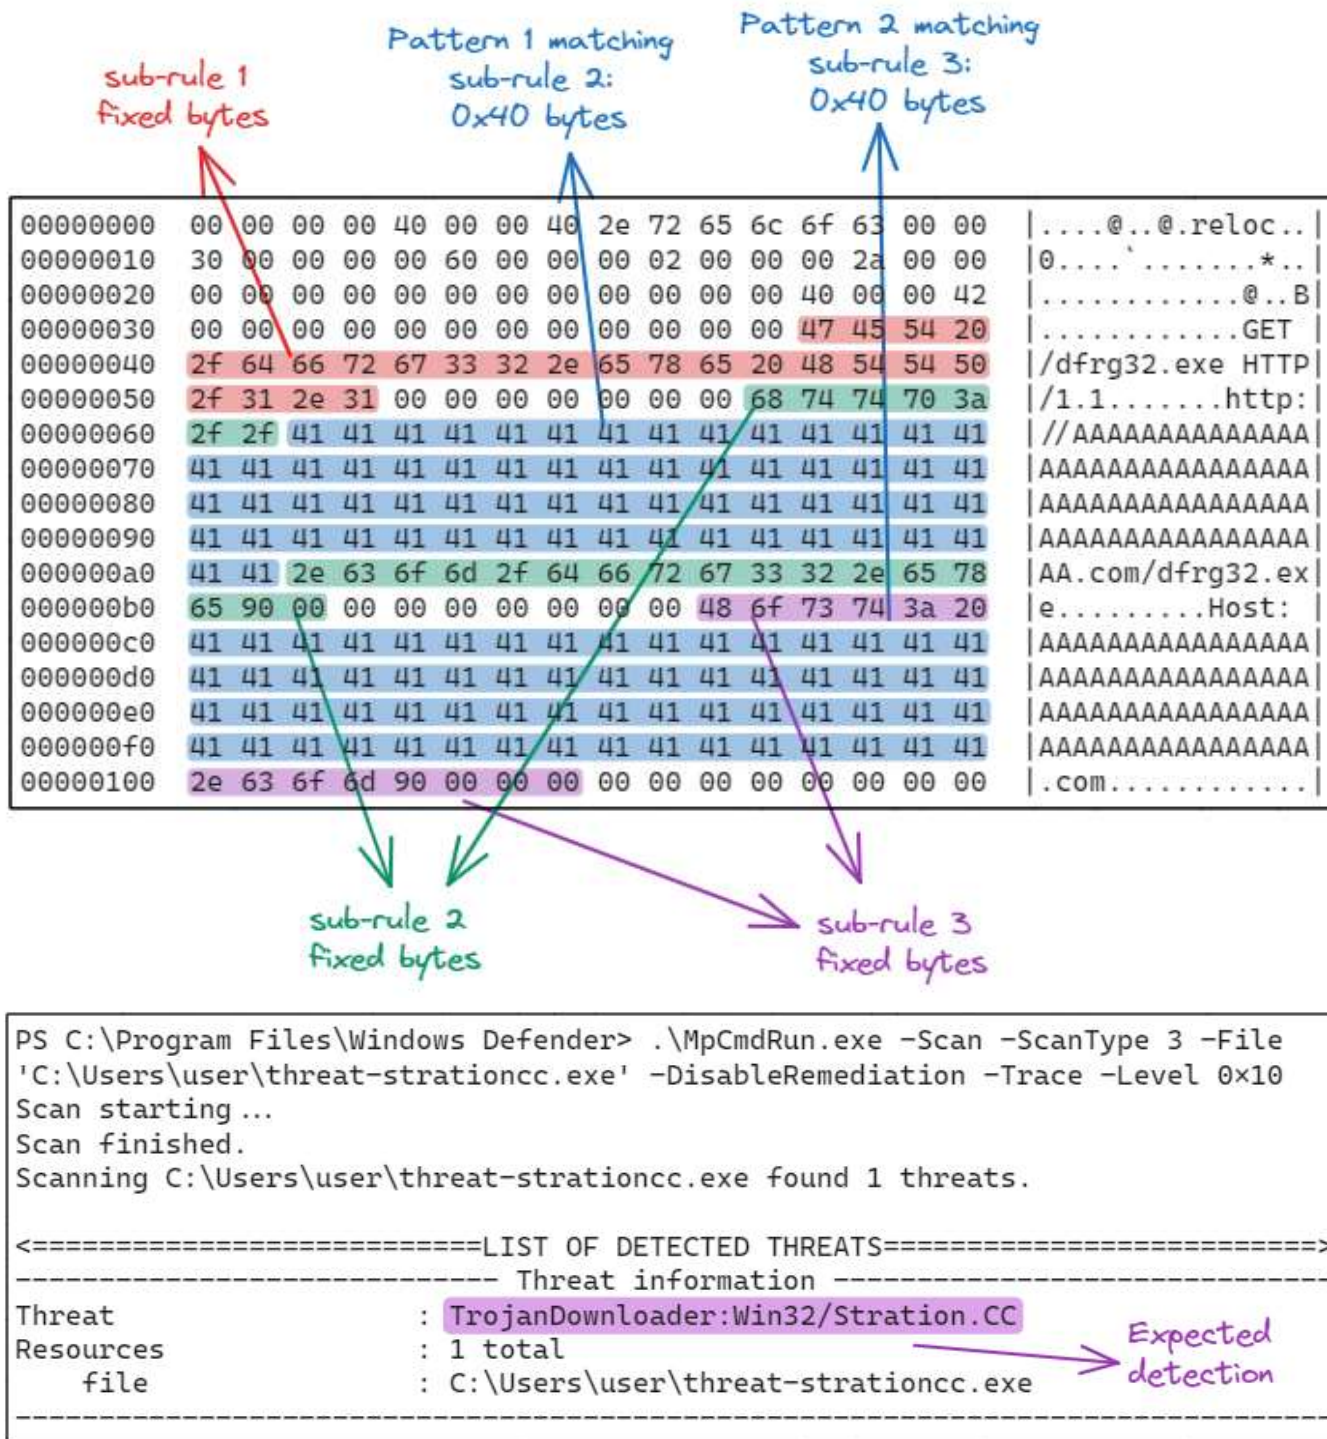 sub-rule 1
fixed bytes
Pattern 1 matching
sub-rule 2:
0x40 bytes
Pattern 2 matching
sub-rule 3:
0x40 bytes
00000000  00 00 00 00 40 00 00 40 2e 72 65 6c 6f 63 00 00  |....@..@.reloc..|
00000010  30 00 00 00 00 60 00 00 00 02 00 00 00 2a 00 00  |0....`.......*..|
00000020  00 00 00 00 00 00 00 00 00 00 00 00 40 00 00 42  |............@..B|
00000030  00 00 00 00 00 00 00 00 00 00 00 00 47 45 54 20  |............GET |
00000040  2f 64 66 72 67 33 32 2e 65 78 65 20 48 54 54 50  |/dfrg32.exe HTTP|
00000050  2f 31 2e 31 00 00 00 00 00 00 00 68 74 74 70 3a  |/1.1.......http:|
00000060  2f 2f 41 41 41 41 41 41 41 41 41 41 41 41 41 41  |//AAAAAAAAAAAAAA|
00000070  41 41 41 41 41 41 41 41 41 41 41 41 41 41 41 41  |AAAAAAAAAAAAAAAA|
00000080  41 41 41 41 41 41 41 41 41 41 41 41 41 41 41 41  |AAAAAAAAAAAAAAAA|
00000090  41 41 41 41 41 41 41 41 41 41 41 41 41 41 41 41  |AAAAAAAAAAAAAAAA|
000000a0  41 41 2e 63 6f 6d 2f 64 66 72 67 33 32 2e 65 78  |AA.com/dfrg32.ex|
000000b0  65 90 00 00 00 00 00 00 00 00 48 6f 73 74 3a 20  |e.........Host: |
000000c0  41 41 41 41 41 41 41 41 41 41 41 41 41 41 41 41  |AAAAAAAAAAAAAAAA|
000000d0  41 41 41 41 41 41 41 41 41 41 41 41 41 41 41 41  |AAAAAAAAAAAAAAAA|
000000e0  41 41 41 41 41 41 41 41 41 41 41 41 41 41 41 41  |AAAAAAAAAAAAAAAA|
000000f0  41 41 41 41 41 41 41 41 41 41 41 41 41 41 41 41  |AAAAAAAAAAAAAAAA|
00000100  2e 63 6f 6d 90 00 00 00 00 00 00 00 00 00 00 00  |.com............|
sub-rule 2
fixed bytes
sub-rule 3
fixed bytes
PS C:\Program Files\Windows Defender> .\MpCmdRun.exe -Scan -ScanType 3 -File
'C:\Users\user\threat-strationcc.exe' -DisableRemediation -Trace -Level 0×10
Scan starting ...
Scan finished.
Scanning C:\Users\user\threat-strationcc.exe found 1 threats.
<===========================LIST OF DETECTED THREATS==========================>
----------------------------- Threat information ------------------------------
Threat                  : TrojanDownloader:Win32/Stration.CC
Resources               : 1 total
    file                : C:\Users\user\threat-strationcc.exe
Expected
detection
-------------------------------------------------------------------------------